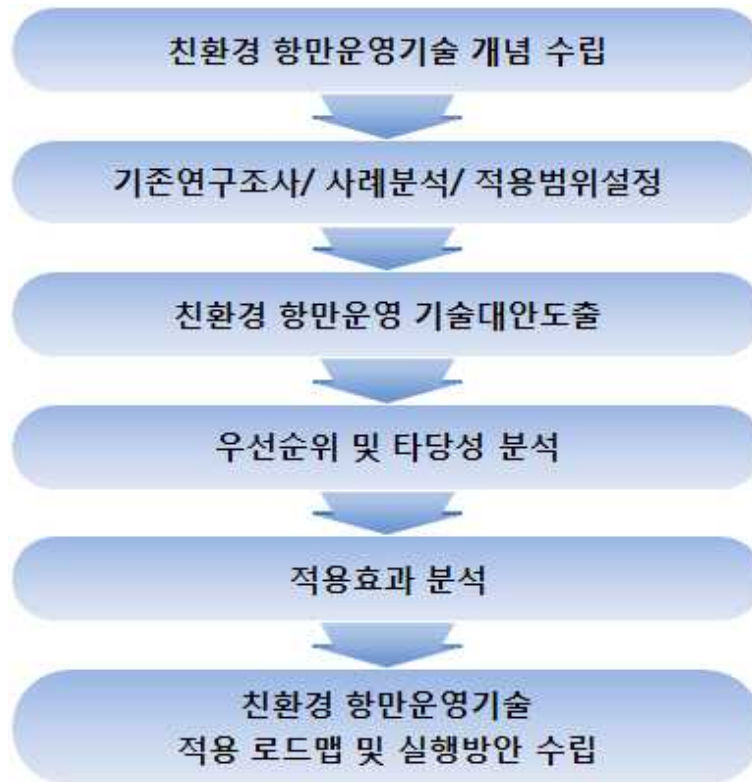 친환경 항만운영기술 개념 수립
기존연구조사/ 사례분석/ 적용범위설정
친환경 항만운영 기술대안도출
우선순위 및 타당성 분석
적용효과 분석
친환경 항만운영기술
적용 로드맵 및 실행방안 수립